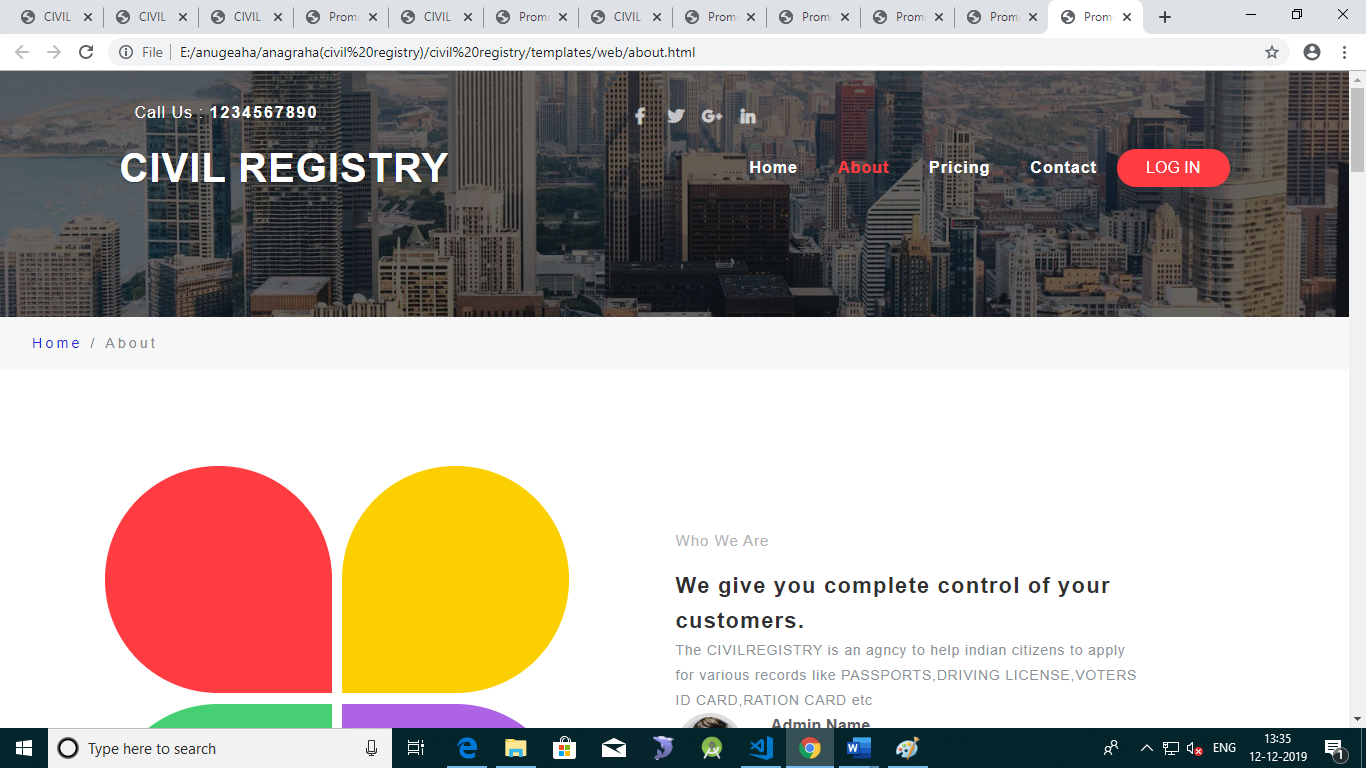 CIVIL CIVIL CIVIL Prom CIVIL Prom CIVIL Prom Prom Prom Prom Prom
File E:/anugeaha/anagraha(civil%20registry)/civil%20registry/templates/web/about.html
Call Us : 1234567890
CIVIL REGISTRY
Home About Pricing Contact LOG IN
Home / About
Who We Are
We give you complete control of your
customers.
The CIVILREGISTRY is an agncy to help indian citizens to apply
for various records like PASSPORTS,DRIVING LICENSE,VOTERS
ID CARD,RATION CARD etc
Admin Name
Type here to search
ENG
13:35
12-12-2019
1